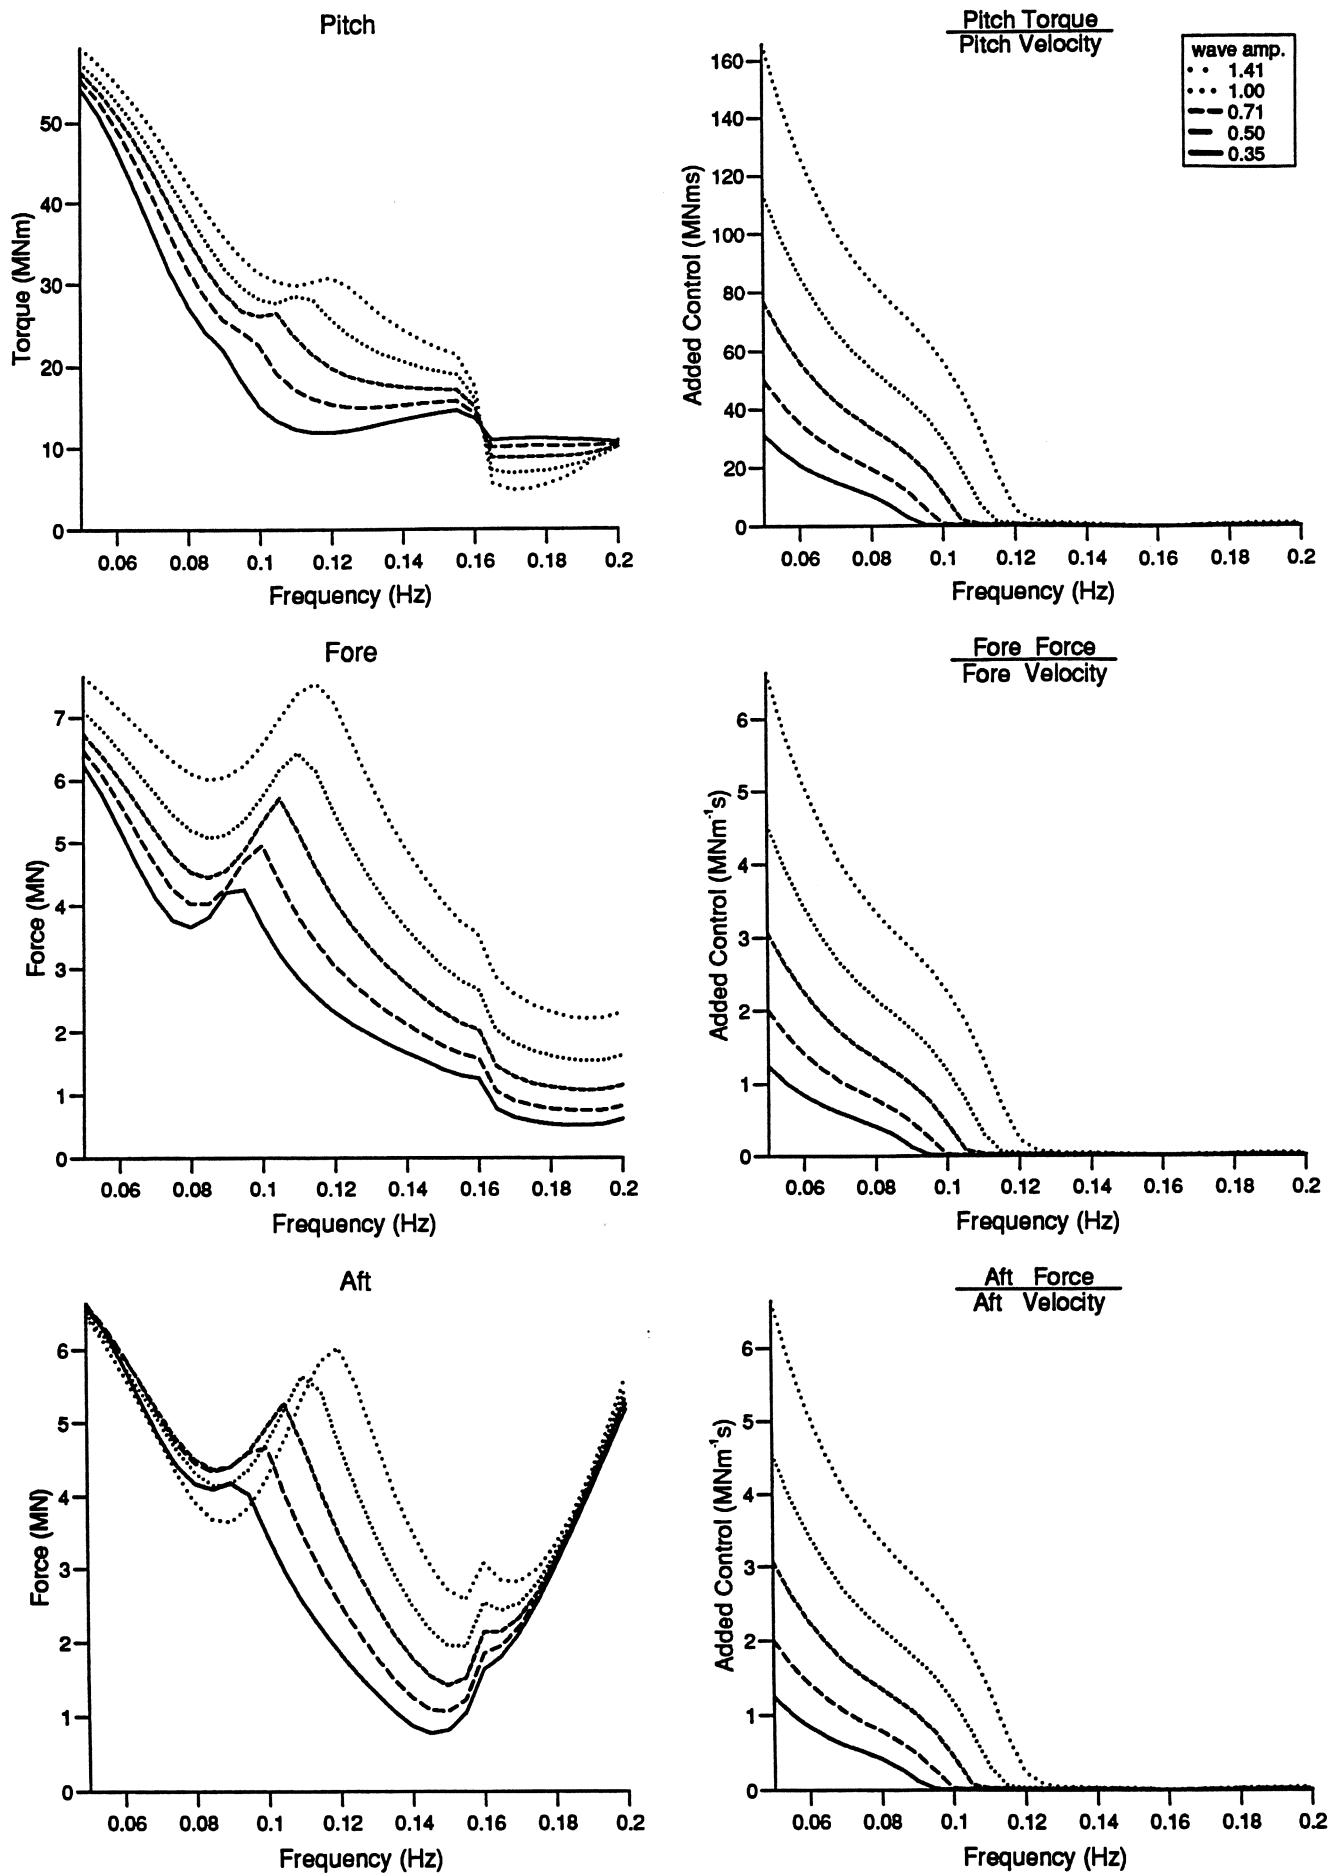 Pitch
50
40
30
20
10
0
Torque (MNm)
0.06 0.08 0.1 0.12 0.14 0.16 0.18 0.2
Frequency (Hz)
Pitch Torque
Pitch Velocity
wave amp.
1.41
1.00
0.71
0.50
0.35
160
140
120
100
80
60
40
20
0
Added Control (MNms)
0.06 0.08 0.1 0.12 0.14 0.16 0.18 0.2
Frequency (Hz)
Fore
7
6
5
4
3
2
1
0
Force (MN)
0.06 0.08 0.1 0.12 0.14 0.16 0.18 0.2
Frequency (Hz)
Fore Force
Fore Velocity
6
5
4
3
2
1
0
Added Control (MNm⁻¹s)
0.06 0.08 0.1 0.12 0.14 0.16 0.18 0.2
Frequency (Hz)
Aft
6
5
4
3
2
1
0
Force (MN)
0.06 0.08 0.1 0.12 0.14 0.16 0.18 0.2
Frequency (Hz)
Aft Force
Aft Velocity
6
5
4
3
2
1
0
Added Control (MNm⁻¹s)
0.06 0.08 0.1 0.12 0.14 0.16 0.18 0.2
Frequency (Hz)